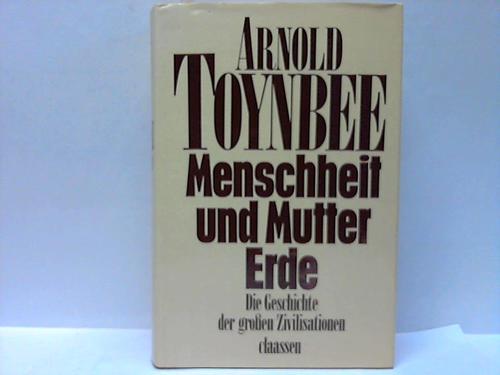 ARNOLD
TOYNBEE
Menschheit
und Mutter
Erde
Die Geschichte
der großen Zivilisationen
claassen